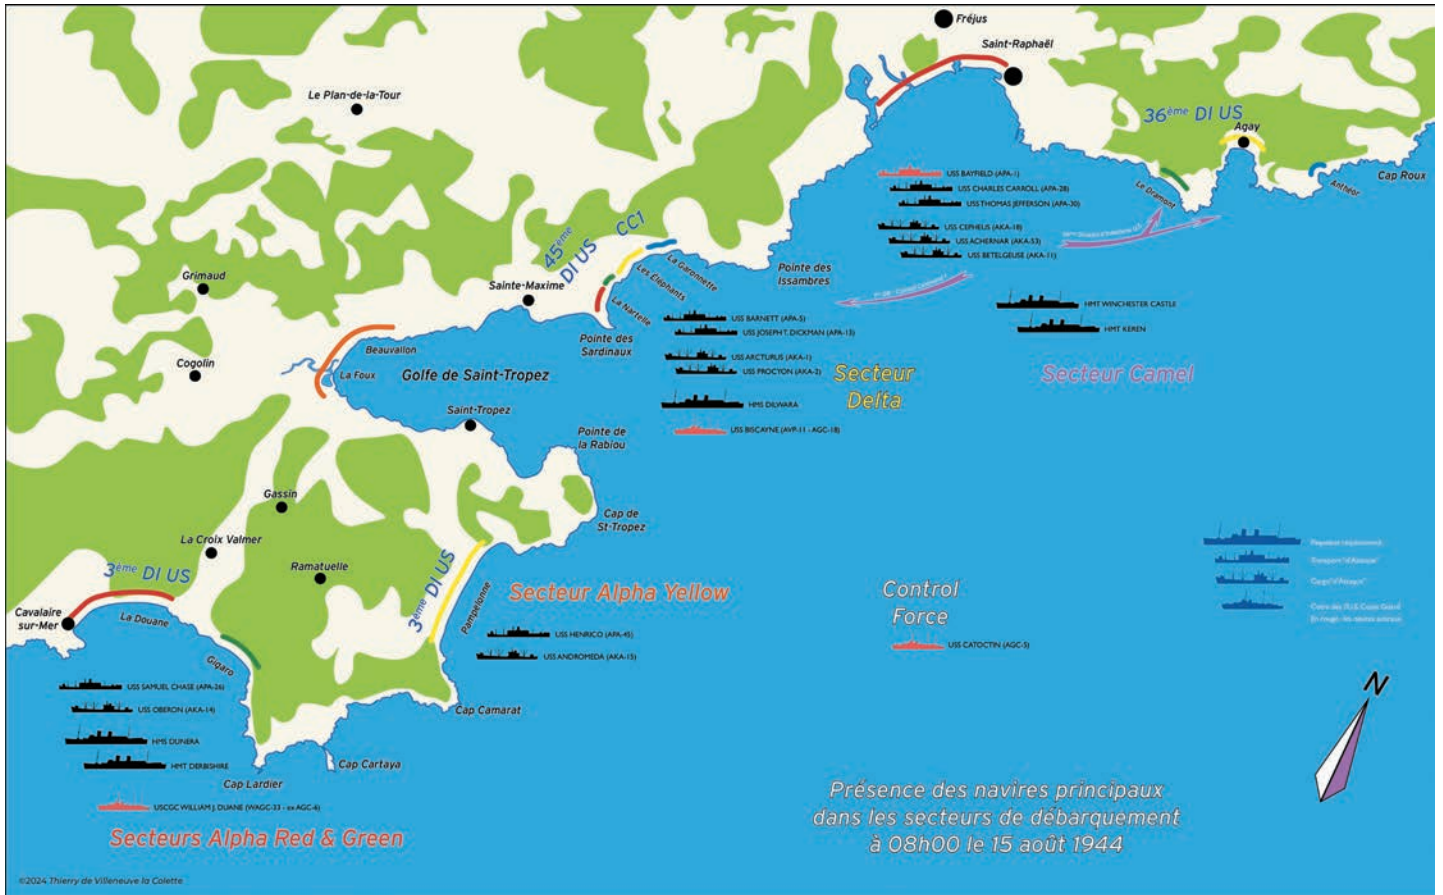 Fréjus
Saint-Raphaël
Le Plan-de-la-Tour
36ème DI US
Agay
Cap Roux
Anthéor
Le Dramont
USS BAYFIELD (APA-1)
USS CHARLES CARROLL (APA-28)
USS THOMAS JEFFERSON (APA-30)
USS CEPHEUS (AKA-18)
USS ACHERNAR (AKA-53)
USS BETELGEUSE (AKA-11)
45ème
DI US
CC1
La Garonnette
Les Éléphants
La Nartelle
Pointe des
Issambres
Grimaud
Sainte-Maxime
HMT WINCHESTER CASTLE
HMT KEREN
USS BARNETT (APA-5)
USS JOSEPH T. DICKMAN (APA-13)
USS ARCTURUS (AKA-1)
USS PROCYON (AKA-2)
HMS DILWARA
USS BISCAYNE (AVP-11 - AGC-18)
Pointe des
Sardinaux
Beauvallon
La Foux
Cogolin
Golfe de Saint-Tropez
Secteur
Delta
Secteur Camel
Saint-Tropez
Pointe de
la Rabiou
Gassin
Cap de
St-Tropez
La Croix Valmer
Ramatuelle
3ème DI US
3ème DI US
Pampelonne
Secteur Alpha Yellow
Control
Force
USS CATOCTIN (AGC-5)
Cavalaire
sur-Mer
La Douane
Gigaro
USS HENRICO (APA-45)
USS ANDROMEDA (AKA-15)
USS SAMUEL CHASE (APA-26)
USS OBERON (AKA-14)
HMS DUNERA
HMT DERBISHIRE
Cap Camarat
Cap Cartaya
Cap Lardier
USCGC WILLIAM J. DUANE (WAGC-33 - ex AGC-6)
Secteurs Alpha Red & Green
N
Présence des navires principaux
dans les secteurs de débarquement
à 08h00 le 15 août 1944
©2024 Thierry de Villeneuve la Colette